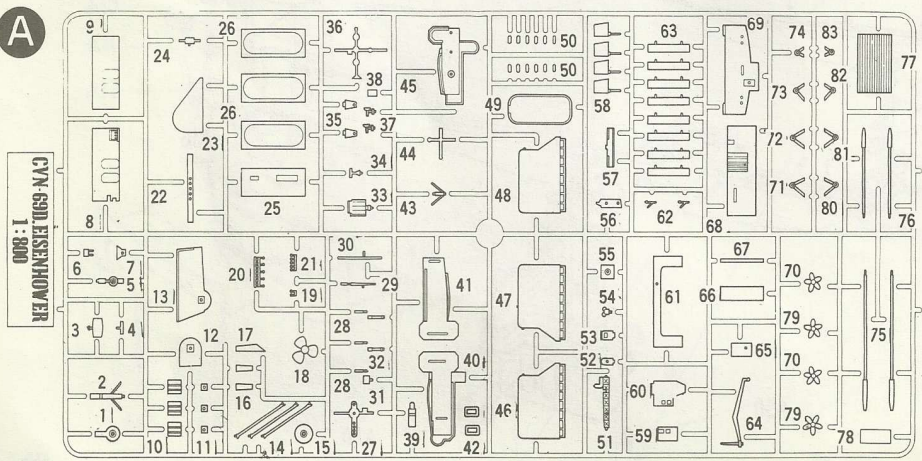 A
CVN-69 D. EISENHOWER
1:800
9 24 26 36 50 63 69 74 83 77
38 45 50 82
26 35 37 49 58 73
23 34 44 57 72 81
8 22 25 33 43 48 56 62 68 71 80 76
6 7 5 20 21 30 55 67 70
13 19 29 41 47 54 61 66
3 4 12 17 28 53 79 75
18 32 40 52 65 70
2 16 28 31 60
1 10 11 14 15 27 39 42 46 51 59 64 79 78